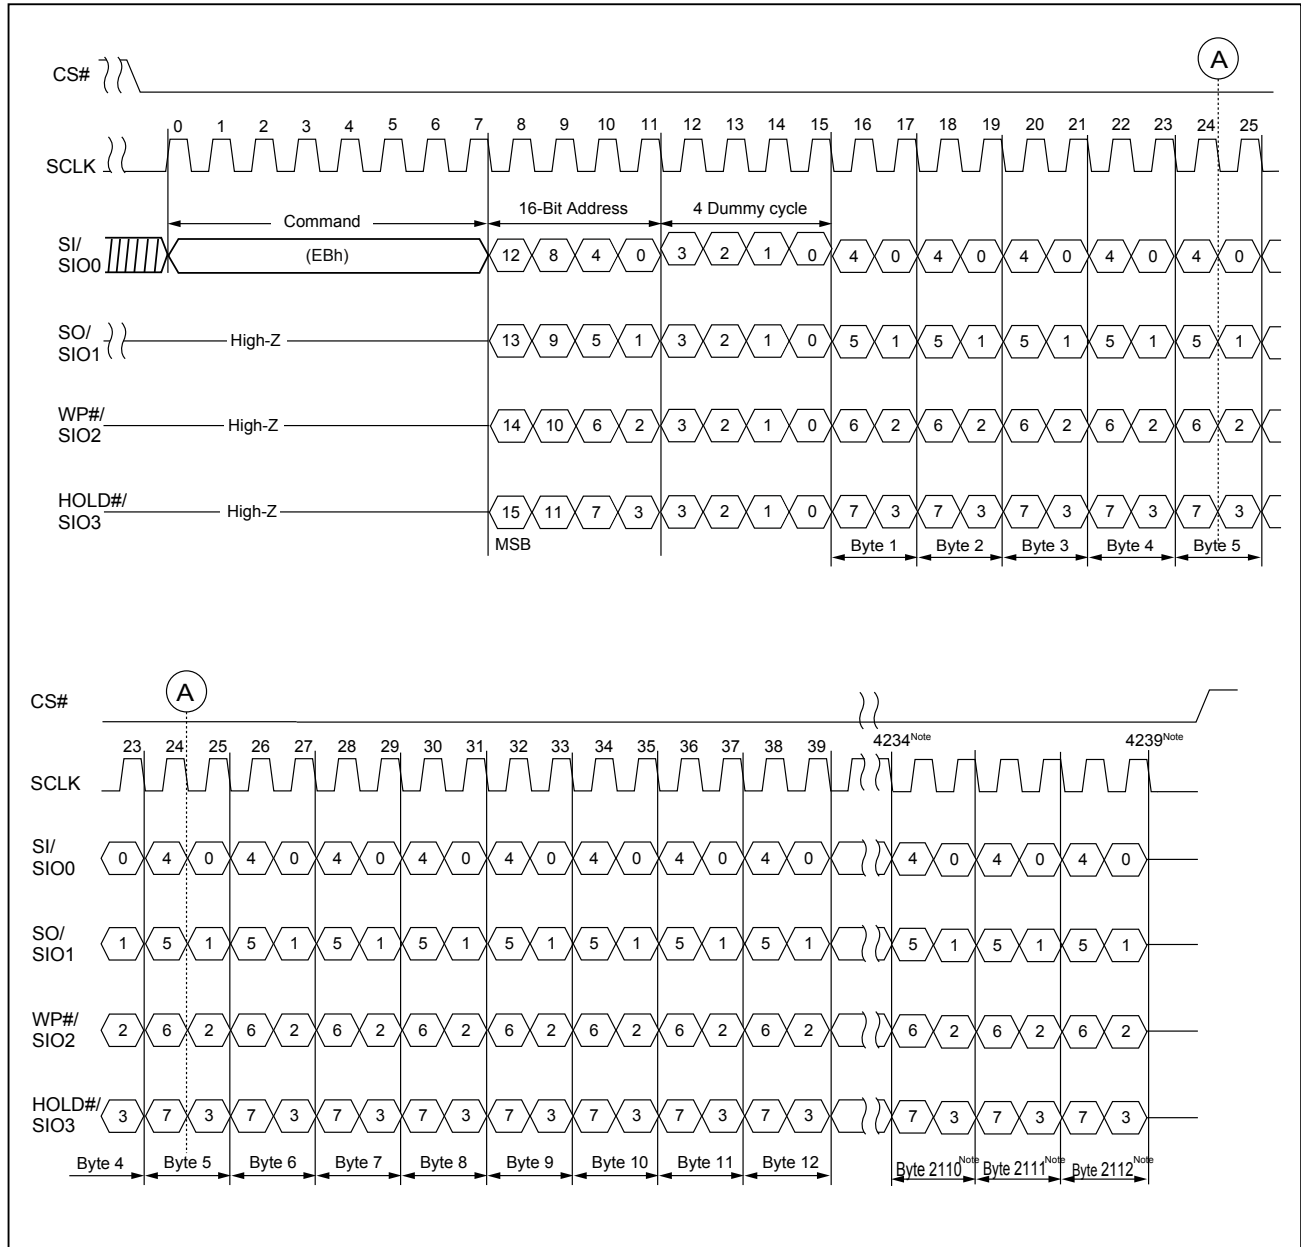 A
CS#
0 1 2 3 4 5 6 7 8 9 10 11 12 13 14 15 16 17 18 19 20 21 22 23 24 25
SCLK
Command 16-Bit Address 4 Dummy cycle
SI/
SIO0
(EBh) 12 8 4 0 3 2 1 0 4 0 4 0 4 0 4 0 4 0
SO/
SIO1
High-Z 13 9 5 1 3 2 1 0 5 1 5 1 5 1 5 1 5 1
WP#/
SIO2
High-Z 14 10 6 2 3 2 1 0 6 2 6 2 6 2 6 2 6 2
HOLD#/
SIO3
High-Z 15 11 7 3 3 2 1 0 7 3 7 3 7 3 7 3 7 3
MSB Byte 1 Byte 2 Byte 3 Byte 4 Byte 5
A
CS#
23 24 25 26 27 28 29 30 31 32 33 34 35 36 37 38 39 4234Note 4239Note
SCLK
SI/
SIO0
0 4 0 4 0 4 0 4 0 4 0 4 0 4 0 4 0 4 0 4 0 4 0
SO/
SIO1
1 5 1 5 1 5 1 5 1 5 1 5 1 5 1 5 1 5 1 5 1 5 1
WP#/
SIO2
2 6 2 6 2 6 2 6 2 6 2 6 2 6 2 6 2 6 2 6 2 6 2
HOLD#/
SIO3
3 7 3 7 3 7 3 7 3 7 3 7 3 7 3 7 3 7 3 7 3 7 3
Byte 4 Byte 5 Byte 6 Byte 7 Byte 8 Byte 9 Byte 10 Byte 11 Byte 12 Byte 2110Note Byte 2111Note Byte 2112Note